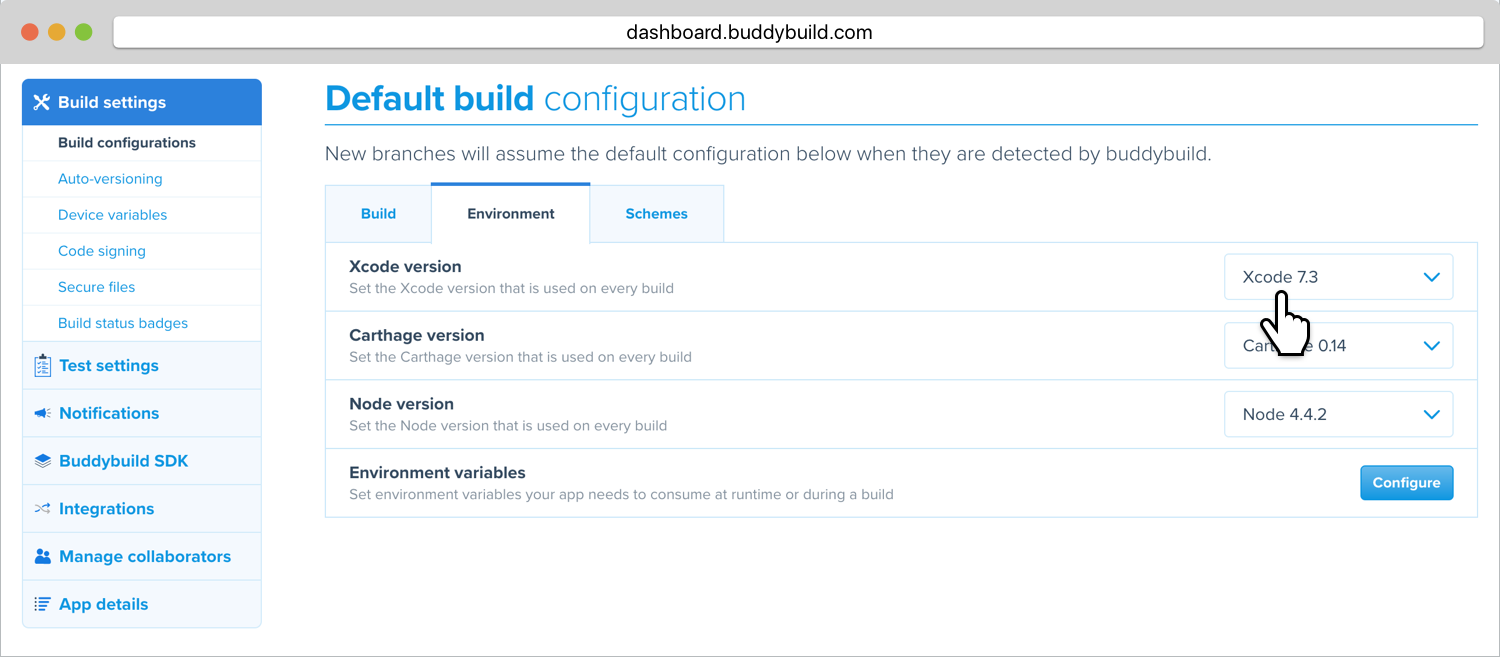 dashboard.buddybuild.com
Build settings
Build configurations
Auto-versioning
Device variables
Code signing
Secure files
Build status badges
Test settings
Notifications
Buddybuild SDK
Integrations
Manage collaborators
App details
Default build configuration
New branches will assume the default configuration below when they are detected by buddybuild.
Build
Environment
Schemes
Xcode version
Set the Xcode version that is used on every build
Xcode 7.3
Carthage version
Set the Carthage version that is used on every build
0.14
Node version
Set the Node version that is used on every build
Node 4.4.2
Environment variables
Set environment variables your app needs to consume at runtime or during a build
Configure